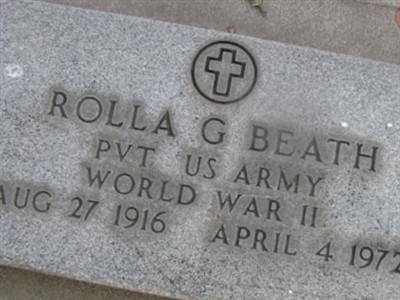 ROLLA G BEATH
PVT US ARMY
WORLD WAR II
AUG 27 1916 APRIL 4 1972